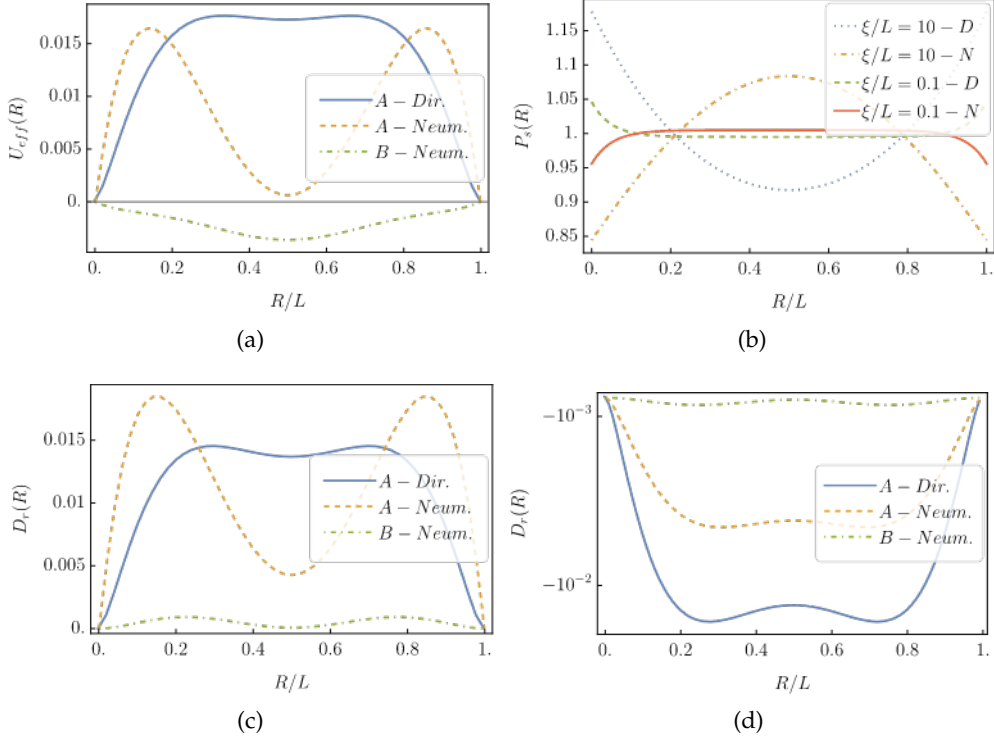 0.015
0.01
0.005
0.
U_{eff}(R)
A − Dir.
A − Neum.
B − Neum.
0. 0.2 0.4 0.6 0.8 1.
R/L
(a)
1.15
1.1
1.05
1.
0.95
0.9
0.85
P_s(R)
ξ/L = 10 − D
ξ/L = 10 − N
ξ/L = 0.1 − D
ξ/L = 0.1 − N
0. 0.2 0.4 0.6 0.8 1.
R/L
(b)
0.015
0.01
0.005
0.
D_r(R)
A − Dir.
A − Neum.
B − Neum.
0. 0.2 0.4 0.6 0.8 1.
R/L
(c)
−10^{−3}
−10^{−2}
D_r(R)
A − Dir.
A − Neum.
B − Neum.
0. 0.2 0.4 0.6 0.8 1.
R/L
(d)